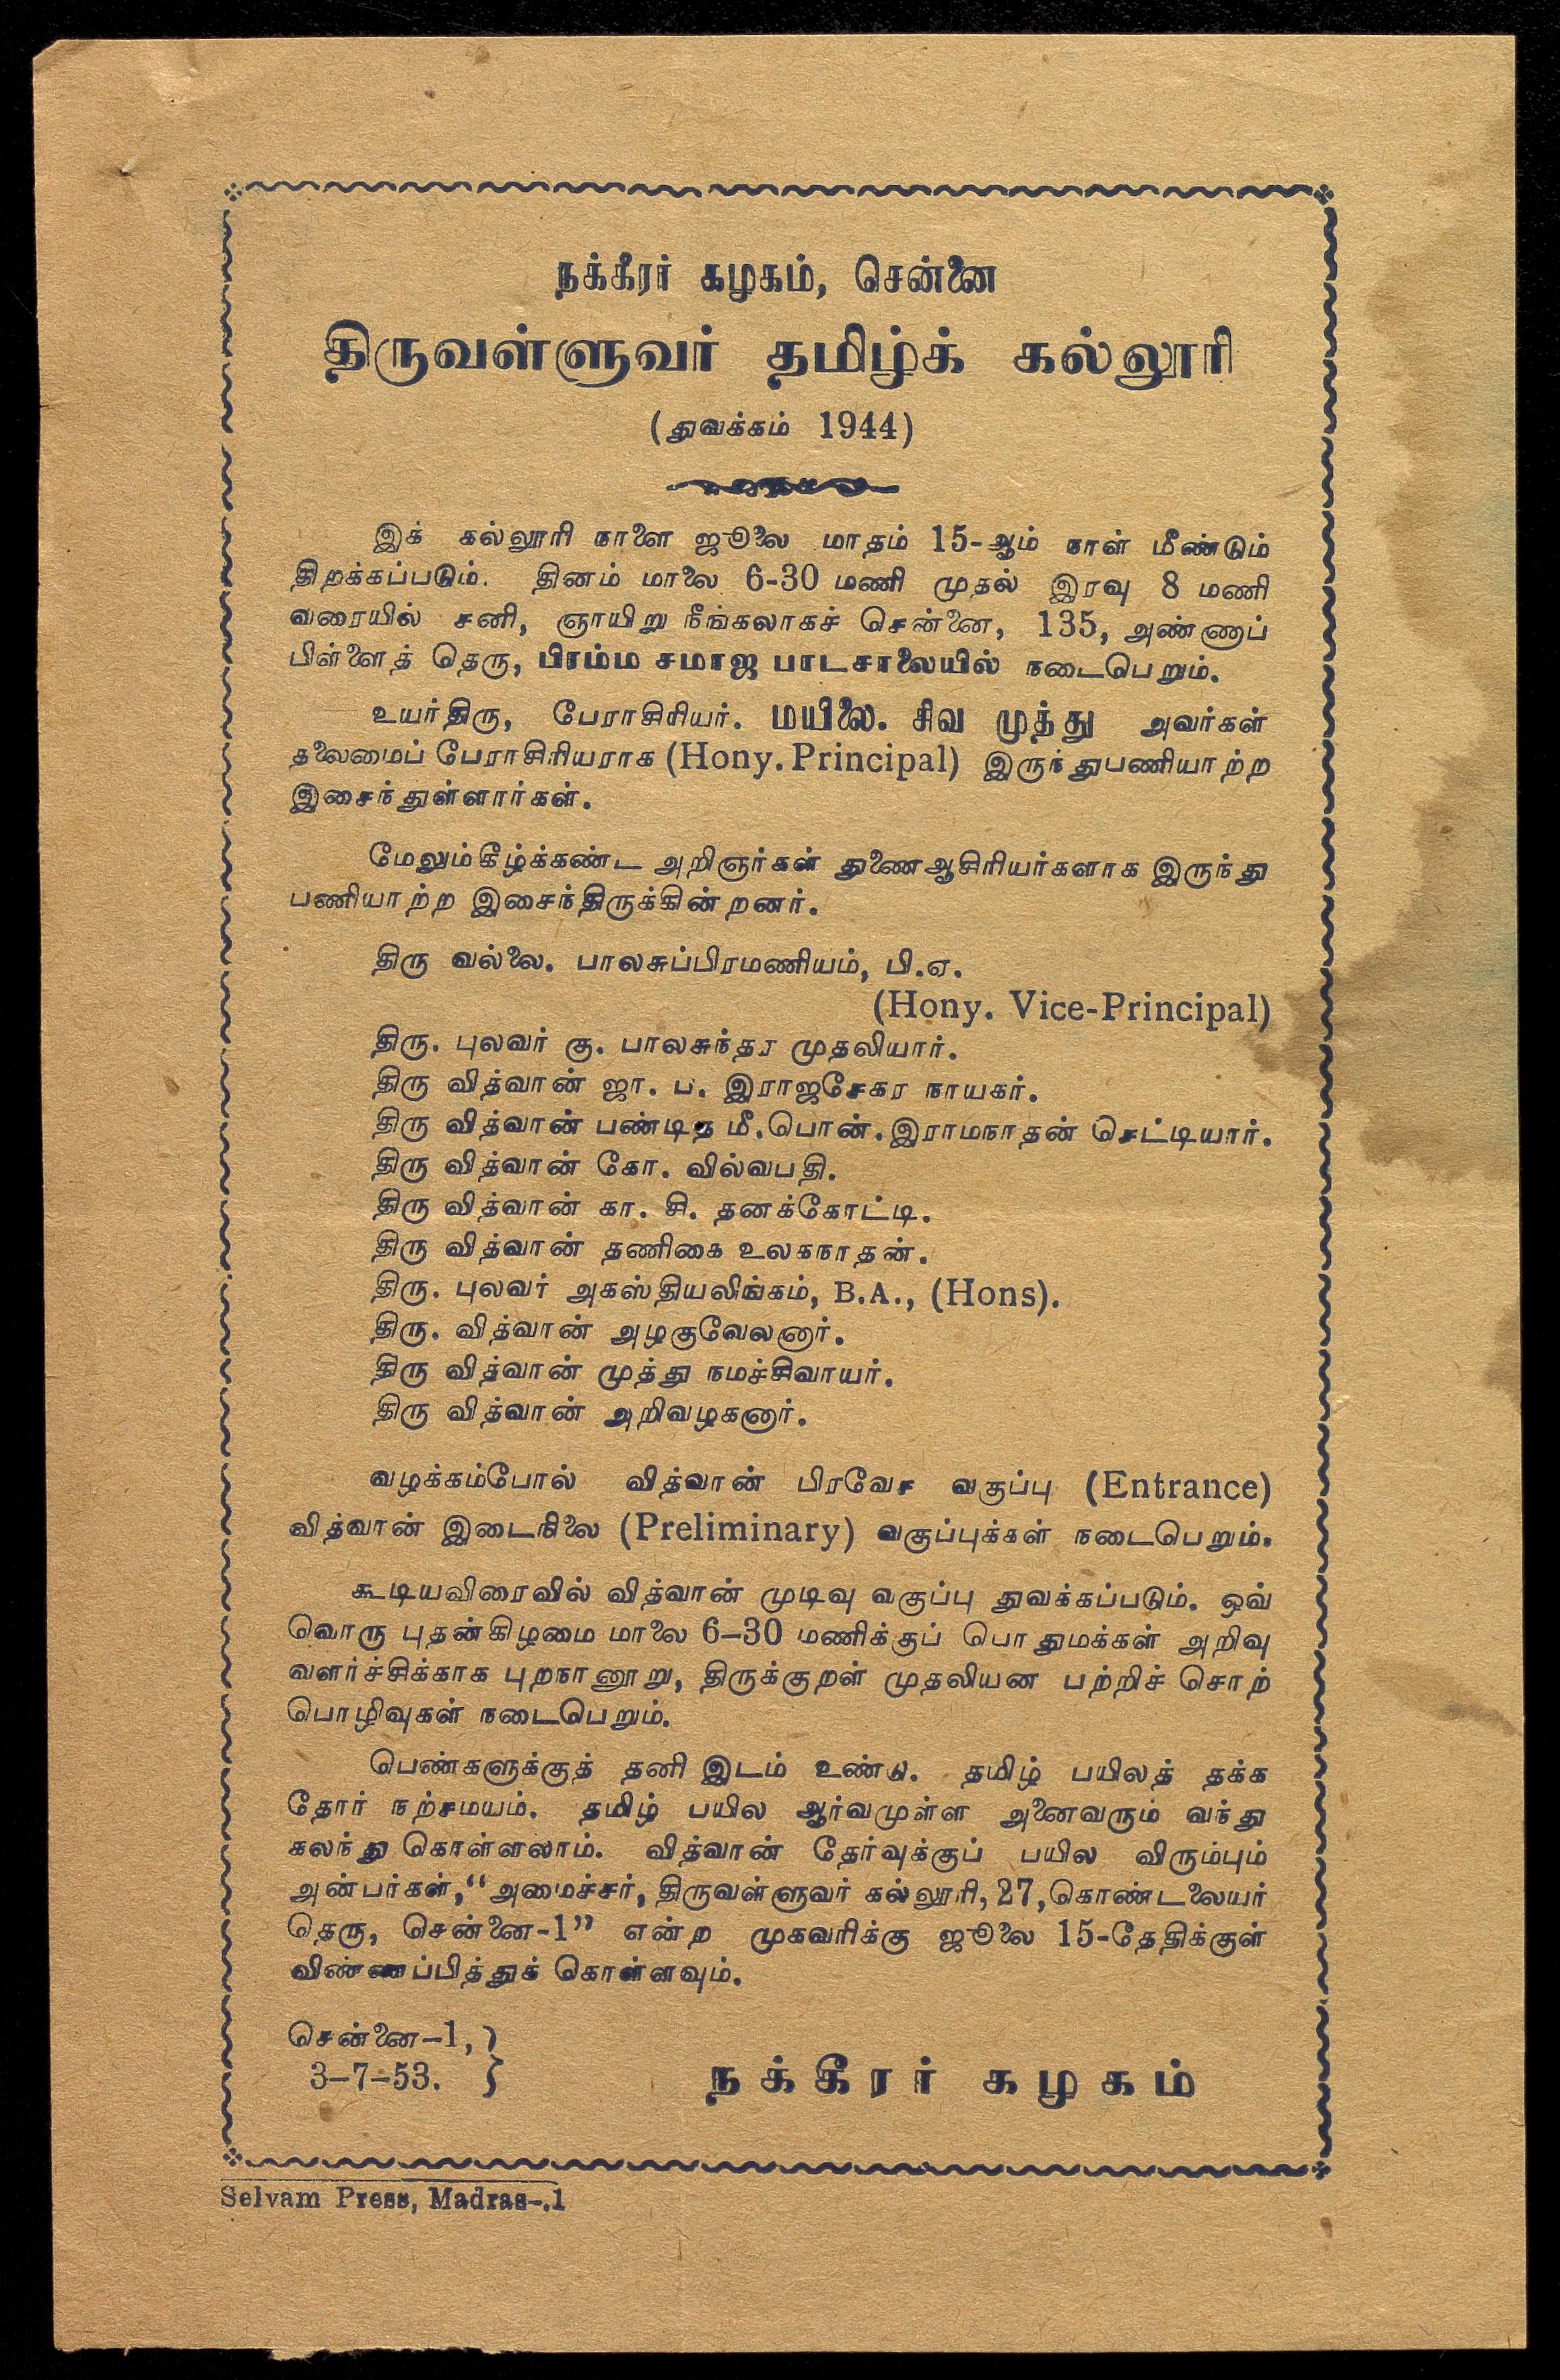 நக்கீரர் கழகம், சென்னை
திருவள்ளுவர் தமிழ்க் கல்லூரி
(துவக்கம் 1944)
இக் கல்லூரி நாளை ஜூலை மாதம் 15-ஆம் நாள் மீண்டும்
திறக்கப்படும். தினம் மாலை 6-30 மணி முதல் இரவு 8 மணி
வரையில் சனி, ஞாயிறு நீங்கலாகச் சென்னை, 135, அண்ணாப்
பிள்ளைத் தெரு, பிரம்ம சமாஜ பாடசாலையில் நடைபெறும்.
உயர்திரு, பேராசிரியர். மயிலை. சிவ முத்து அவர்கள்
தலைமைப் பேராசிரியராக (Hony. Principal) இருந்துபணியாற்ற
இசைந்துள்ளார்கள்.
மேலும்கீழ்க்கண்ட அறிஞர்கள் துணைஆசிரியர்களாக இருந்து
பணியாற்ற இசைந்திருக்கின்றனர்.
திரு வல்லை. பாலசுப்பிரமணியம், பி.ஏ.
(Hony. Vice-Principal)
திரு. புலவர் கு. பாலசுந்தர முதலியார்.
திரு வித்வான் ஜா. ப. இராஜசேகர நாயகர்.
திரு வித்வான் பண்டித மீ.பொன்.இராமநாதன் செட்டியார்.
திரு வித்வான் கோ. வில்வபதி.
திரு வித்வான் கா. சி. தனக்கோட்டி.
திரு வித்வான் தணிகை உலகநாதன்.
திரு. புலவர் அகஸ்தியலிங்கம், B.A., (Hons).
திரு. வித்வான் அழகுவேலனார்.
திரு வித்வான் முத்து நமச்சிவாயர்.
திரு வித்வான் அறிவழகனார்.
வழக்கம்போல் வித்வான் பிரவேச வகுப்பு (Entrance)
வித்வான் இடைநிலை (Preliminary) வகுப்புக்கள் நடைபெறும்.
கூடியவிரைவில் வித்வான் முடிவு வகுப்பு துவக்கப்படும். ஒவ்
வொரு புதன்கிழமை மாலை 6–30 மணிக்குப் பொதுமக்கள் அறிவு
வளர்ச்சிக்காக புறநானூறு, திருக்குறள் முதலியன பற்றிச் சொற்
பொழிவுகள் நடைபெறும்.
பெண்களுக்குத் தனி இடம் உண்டு. தமிழ் பயிலத் தக்க
தோர் நற்சமயம். தமிழ் பயில ஆர்வமுள்ள அனைவரும் வந்து
கலந்து கொள்ளலாம். வித்வான் தேர்வுக்குப் பயில விரும்பும்
அன்பர்கள்,“அமைச்சர், திருவள்ளுவர் கல்லூரி, 27,கொண்டலையர்
தெரு, சென்னை-1” என்ற முகவரிக்கு ஜூலை 15-தேதிக்குள்
விண்ணப்பித்துக் கொள்ளவும்.
சென்னை–1,
3–7–53.
நக்கீரர் கழகம்
Selvam Press, Madras–.1